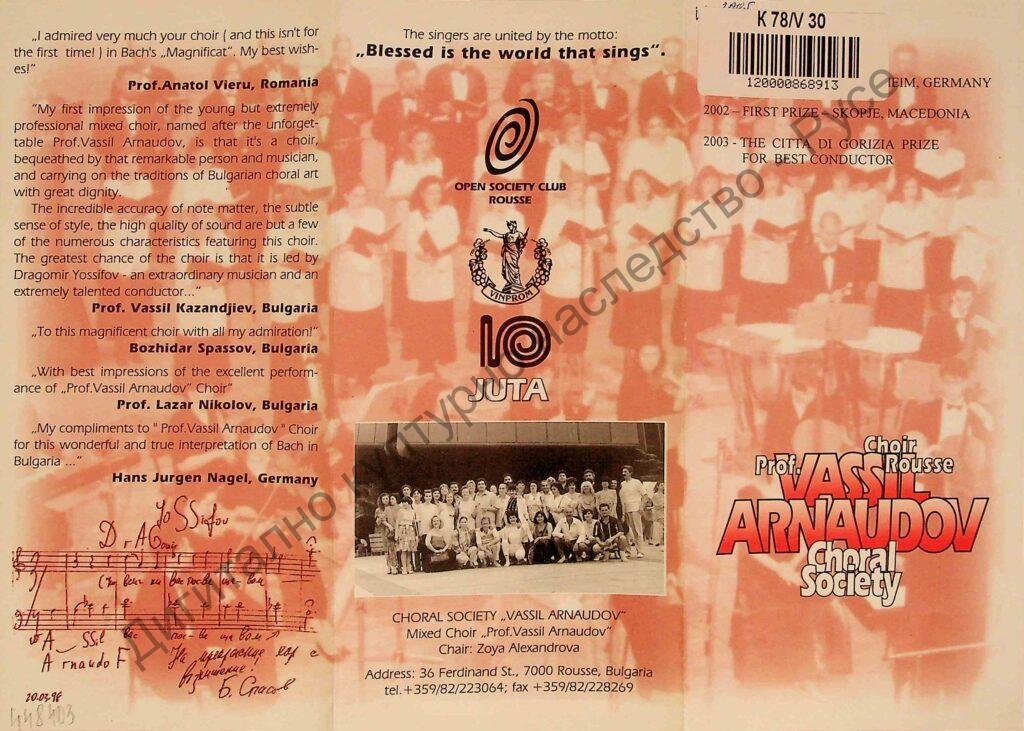 „I admired very much your choir ( and this isn't for
the first time! ) in Bach's „Magnificat“. My best wish-
es!”
Prof.Anatol Vieru, Romania
“My first impression of the young but extremely
professional mixed choir, named after the unforget-
table Prof.Vassil Arnaudov, is that it's a choir,
bequeathed by that remarkable person and musician,
and carrying on the traditions of Bulgarian choral art
with great dignity.
The incredible accuracy of note matter, the subtle
sense of style, the high quality of sound are but a few
of the numerous characteristics featuring this choir.
The greatest chance of the choir is that it is led by
Dragomir Yossifov - an extraordinary musician and an
extremely talented conductor...”
Prof. Vassil Kazandjiev, Bulgaria
„To this magnificent choir with all my admiration!”
Bozhidar Spassov, Bulgaria
„With best impressions of the excellent perform-
ance of „Prof.Vassil Arnaudov” Choir”
Prof. Lazar Nikolov, Bulgaria
„My compliments to " Prof.Vassil Arnaudov " Choir
for this wonderful and true interpretation of Bach in
Bulgaria ...”
Hans Jurgen Nagel, Germany
A rnaudo F
Б. Спасов
20.03.98
448403
The singers are united by the motto:
„Blessed is the world that sings“.
OPEN SOCIETY CLUB
ROUSSE
VINPROM
10
JUTA
CHORAL SOCIETY „VASSIL ARNAUDOV”
Mixed Choir „Prof.Vassil Arnaudov”
Chair: Zoya Alexandrova
Address: 36 Ferdinand St., 7000 Rousse, Bulgaria
tel.+359/82/223064; fax +359/82/228269
K 78/V 30
120000868913
EIM, GERMANY
2002 – FIRST PRIZE – SKOPJE, MACEDONIA
2003 - THE CITTA DI GORIZIA PRIZE
FOR BEST CONDUCTOR
Choir
Prof. VASSIL Rousse
ARNAUDOV
Choral
Society
Дигитално културно наследство - Русе